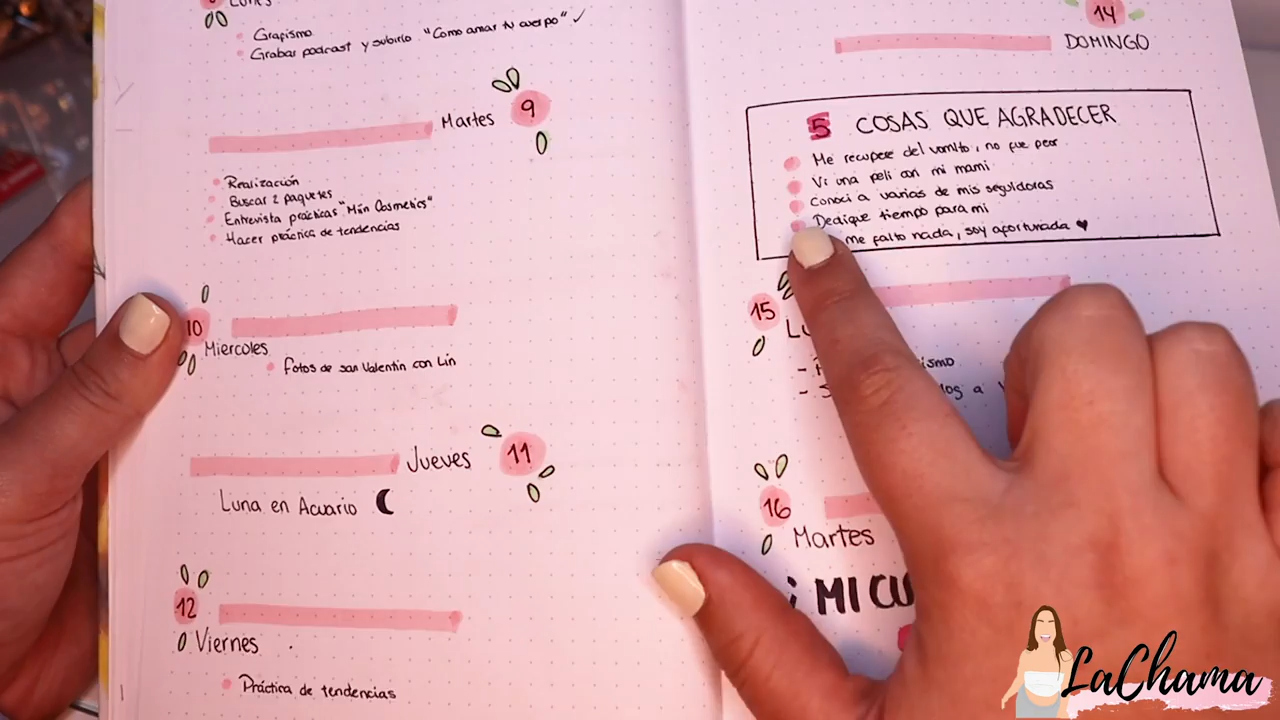 Lunes
Grafismo
Grabar podcast y subirlo "Como amar tu cuerpo" ✓
Martes 9
Realización
Buscar 2 paquetes
Entrevista prácticas "Min Cosmetics"
Hacer práctica de tendencias
10
Miercoles
Fotos de san Valentin con Lin
Jueves 11
Luna en Acuario
12
Viernes
Práctica de tendencias
14
DOMINGO
5 COSAS QUE AGRADECER
Me recupere del vomito, no fue peor
Vi una peli con mi mami
Conoci a varias de mis seguidoras
Dedique tiempo para mi
me falto nada, soy afortunada ♥
15
16
Martes
¡MI CU
LaChama